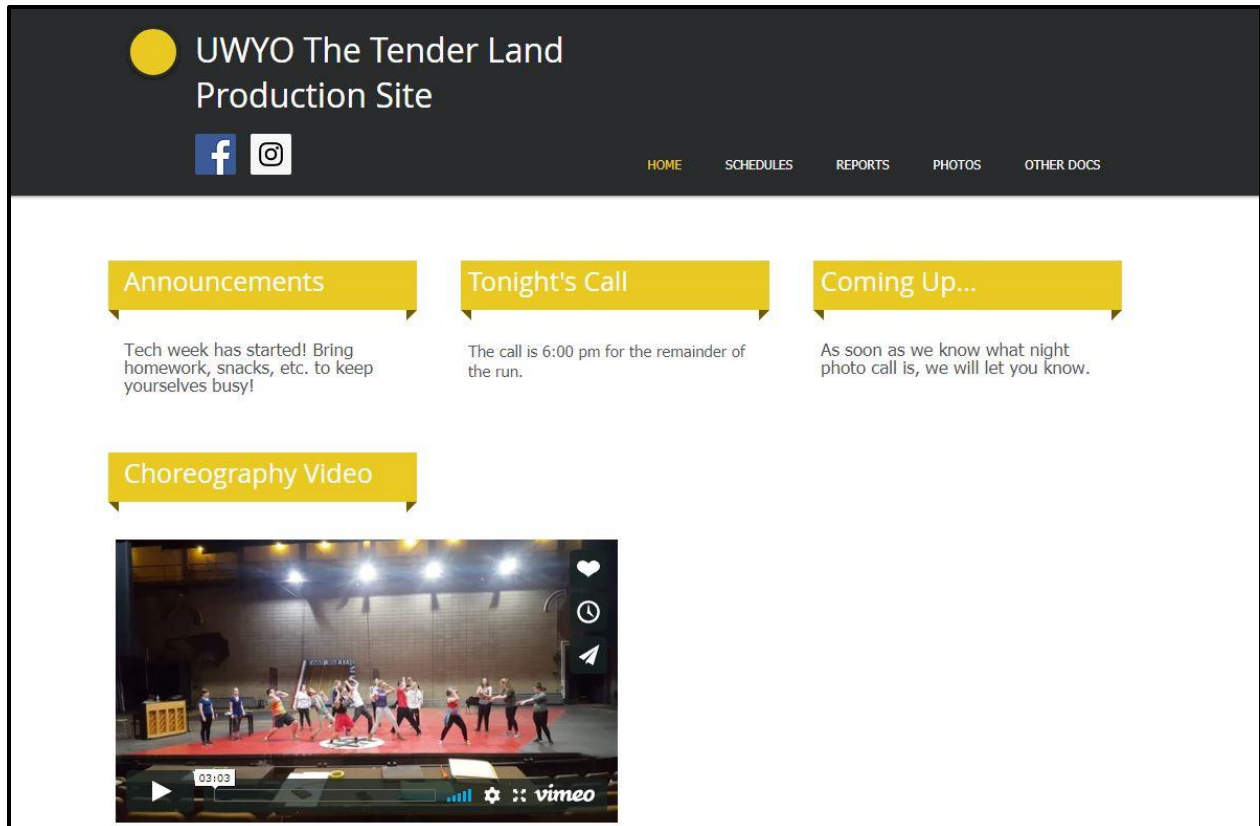 UWYO The Tender Land
Production Site
HOME SCHEDULES REPORTS PHOTOS OTHER DOCS
Announcements
Tech week has started! Bring
homework, snacks, etc. to keep
yourselves busy!
Tonight's Call
The call is 6:00 pm for the remainder of
the run.
Coming Up...
As soon as we know what night
photo call is, we will let you know.
Choreography Video
03:03
vimeo